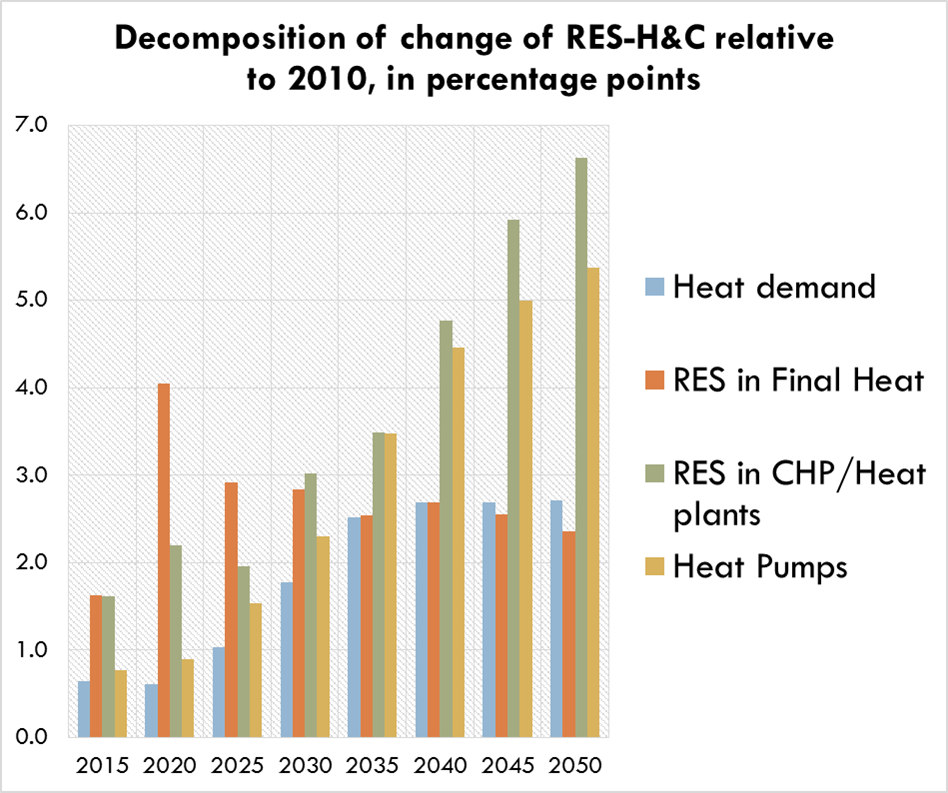 Decomposition of change of RES-H&C relative
to 2010, in percentage points
7.0
6.0
5.0
4.0
3.0
2.0
1.0
0.0
2015 2020 2025 2030 2035 2040 2045 2050
Heat demand
RES in Final Heat
RES in CHP/Heat
plants
Heat Pumps